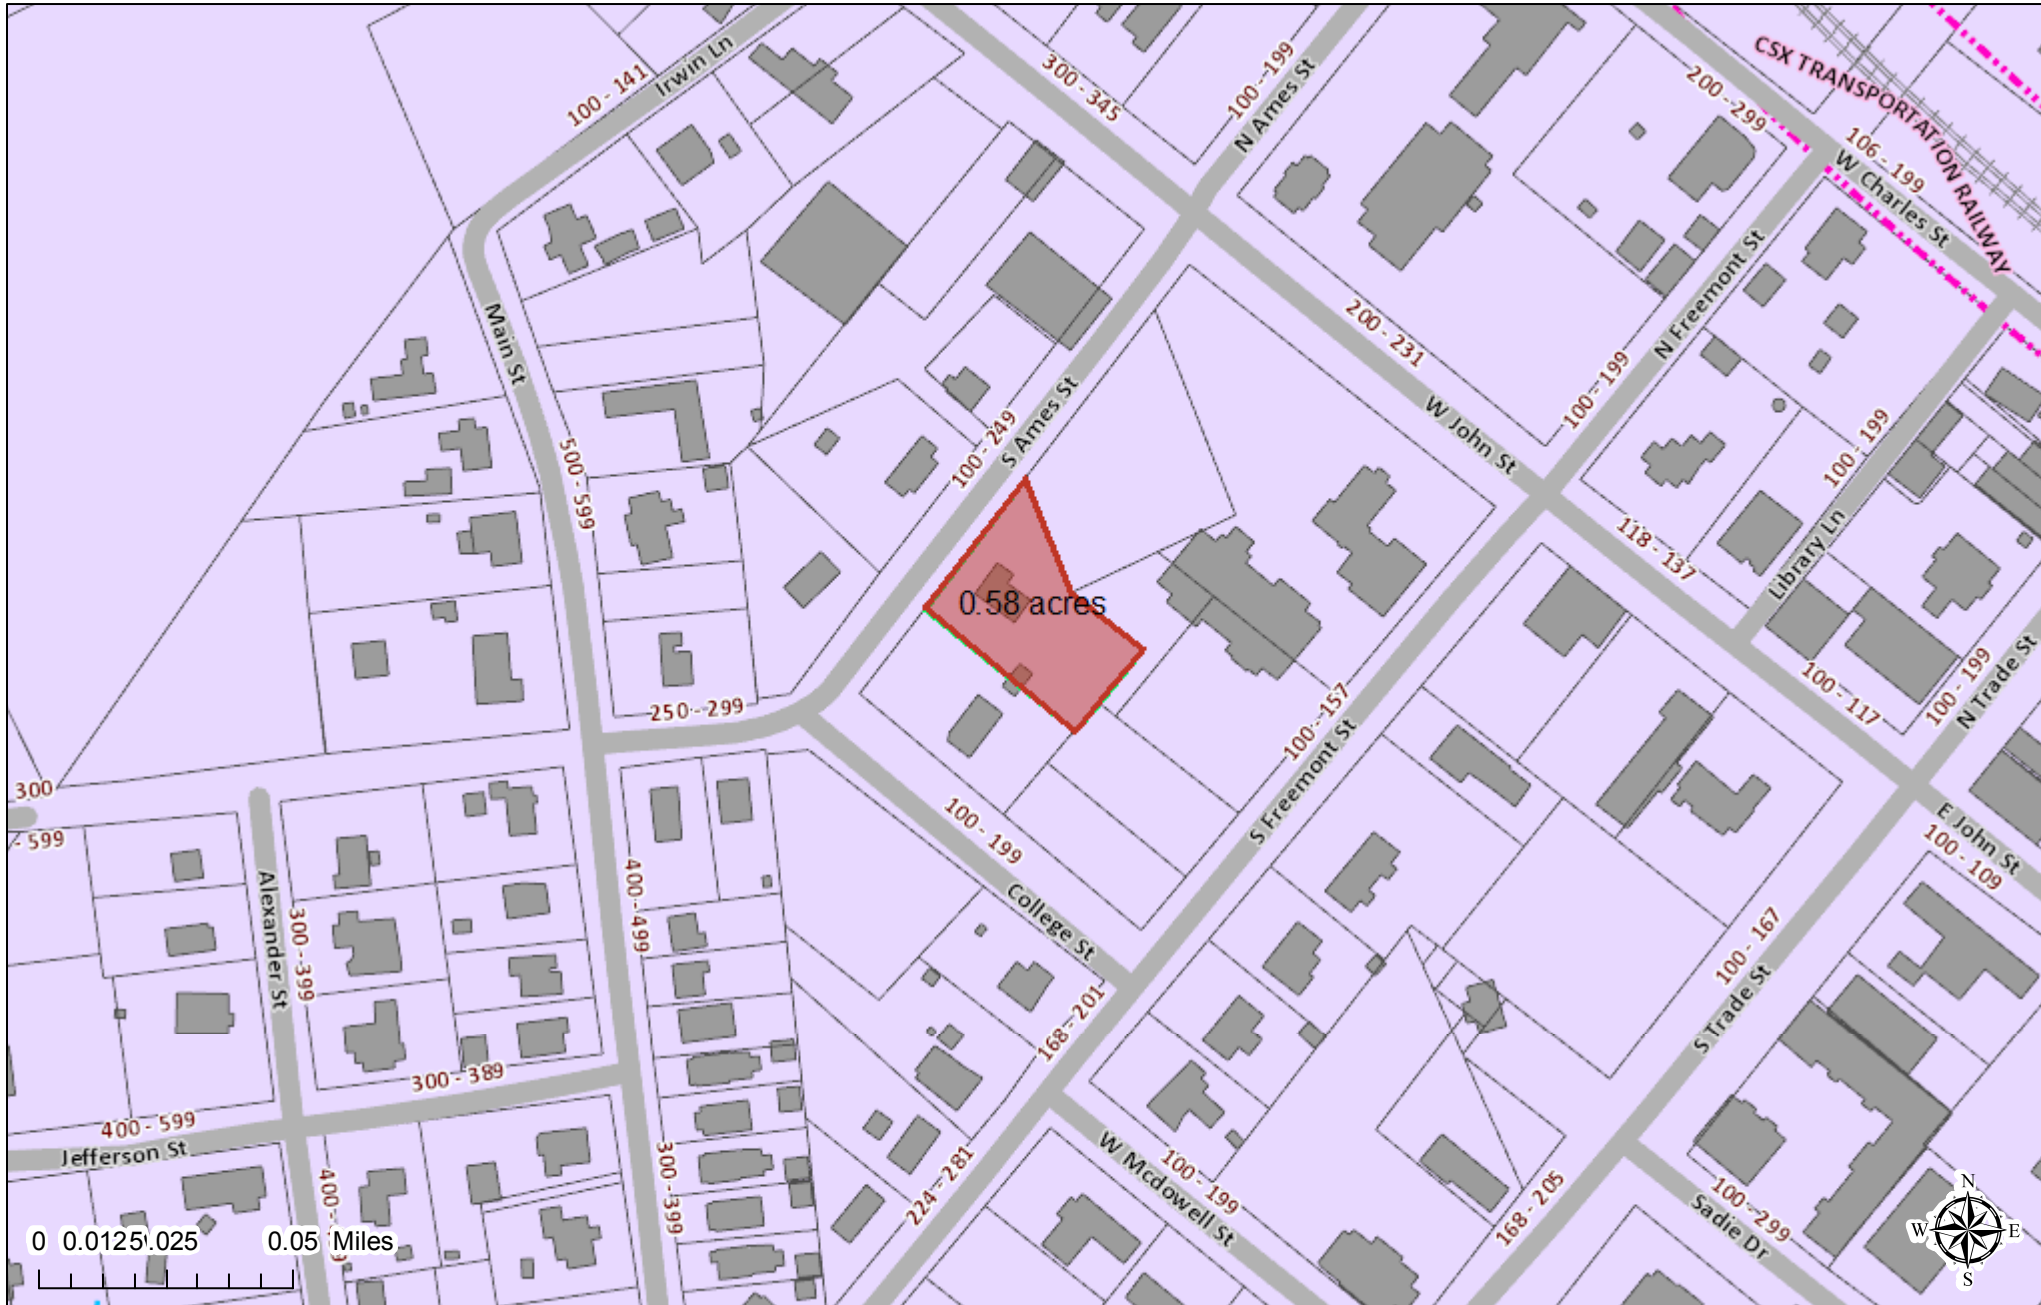 100 - 141
Irwin Ln
300 - 345
100 - 199
N Ames St
CSX TRANSPORTATION RAILWAY
200 - 299
106 - 199
W Charles St
Main St
200 - 231
N Freemont St
100 - 199
W John St
100 - 249
S Ames St
500 - 599
100 - 199
Library Ln
118 - 137
0.58 acres
250 - 299
100 - 157
S Freemont St
100 - 117
100 - 199
N Trade St
300
- 599
100 - 199
College St
E John St
100 - 109
Alexander St
300 - 399
400 - 499
100 - 167
S Trade St
168 - 201
300 - 389
400 - 599
Jefferson St
W Mcdowell St
100 - 199
224 - 281
300 - 399
168 - 205
100 - 299
Sadie Dr
N
W
E
S
0
0.0125
0.025
0.05
Miles